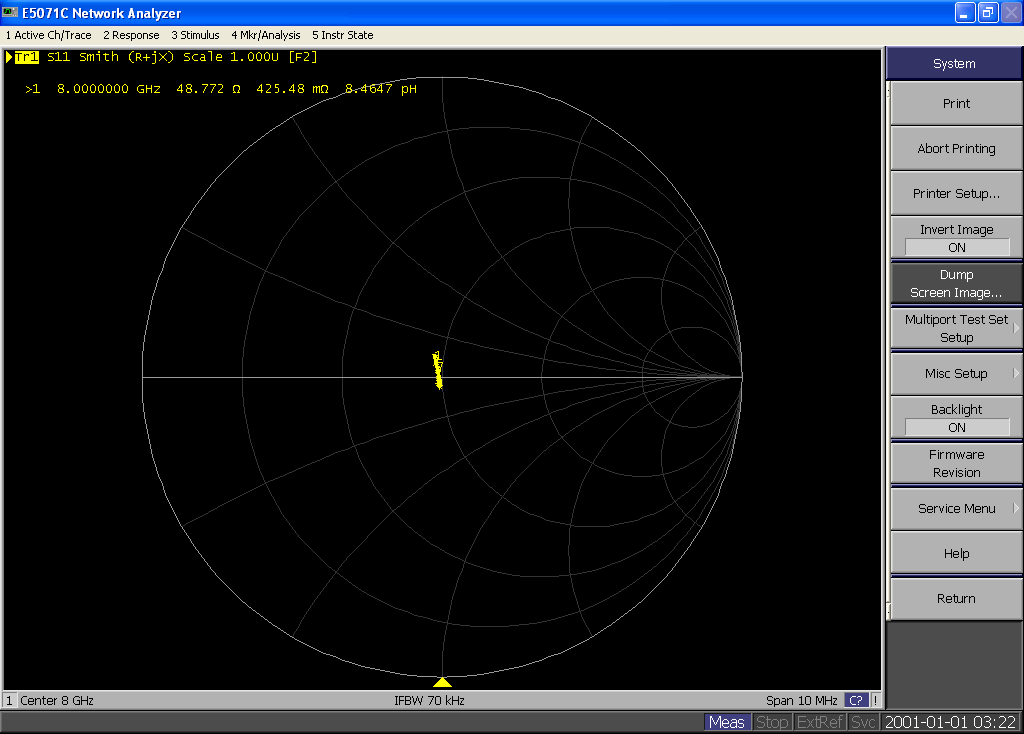 E5071C Network Analyzer
1 Active Ch/Trace 2 Response 3 Stimulus 4 Mkr/Analysis 5 Instr State
Tr1 S11 Smith (R+jX) Scale 1.000U [F2]
>1 8.0000000 GHz 48.772 Ω 425.48 mΩ 8.4647 pH
System
Print
Abort Printing
Printer Setup...
Invert Image
ON
Dump
Screen Image...
Multiport Test Set
Setup
Misc Setup
Backlight
ON
Firmware
Revision
Service Menu
Help
Return
1 Center 8 GHz IFBW 70 kHz Span 10 MHz C? !
Meas Stop ExtRef Svc 2001-01-01 03:22